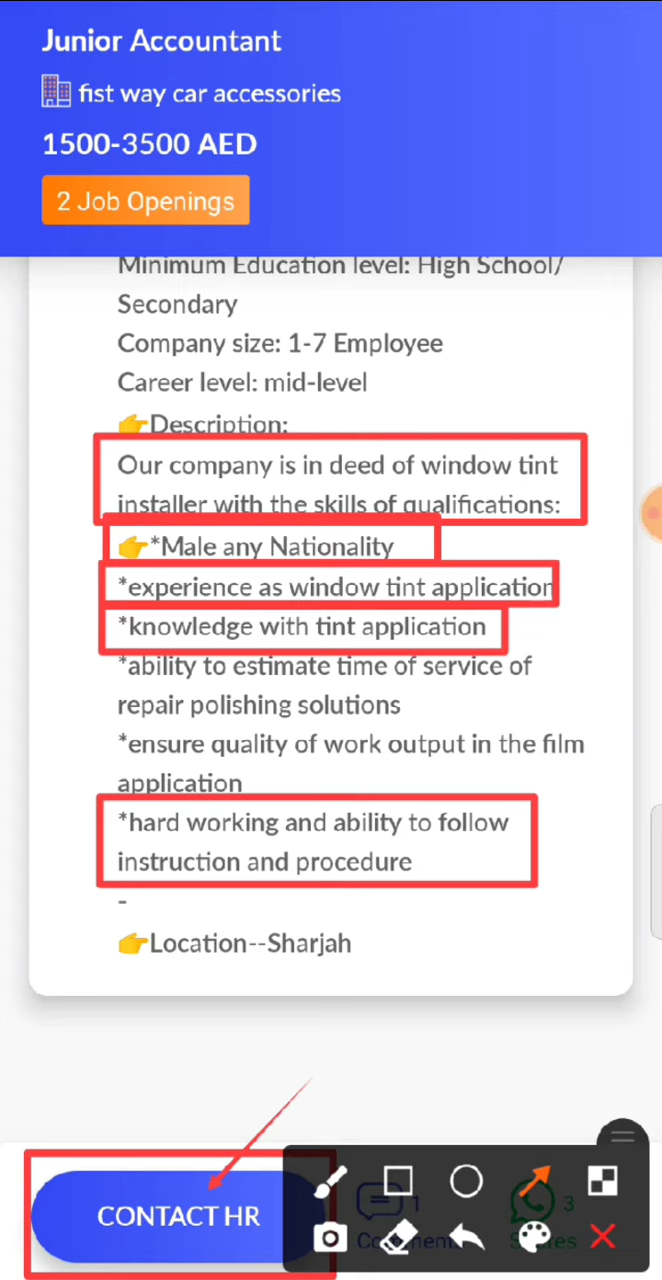 Junior Accountant
fist way car accessories
1500-3500 AED
2 Job Openings
Minimum Education level: High School/
Secondary
Company size: 1-7 Employee
Career level: mid-level
👉Description:
Our company is in deed of window tint
installer with the skills of qualifications:
👉*Male any Nationality
*experience as window tint application
*knowledge with tint application
*ability to estimate time of service of
repair polishing solutions
*ensure quality of work output in the film
application
*hard working and ability to follow
instruction and procedure
-
👉Location--Sharjah
CONTACT HR
1
3